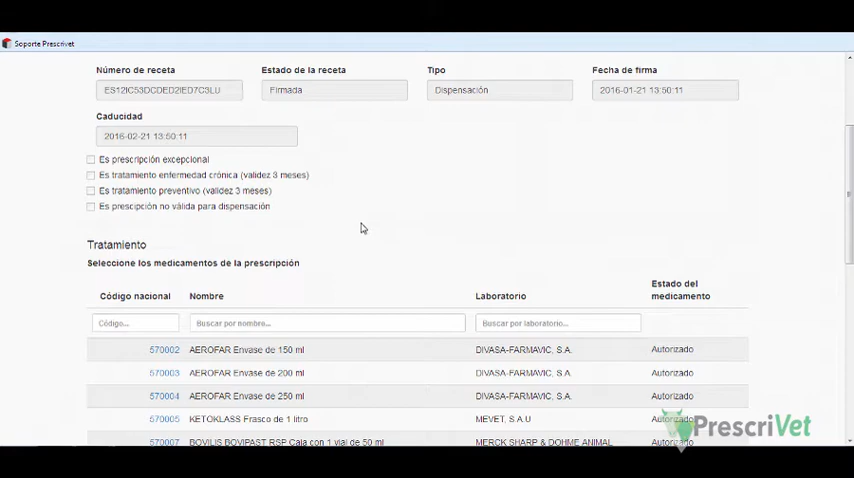 Soporte Prescrivet
Número de receta Estado de la receta Tipo Fecha de firma
ES12IC53DCDED2IED7C3LU Firmada Dispensación 2016-01-21 13:50:11
Caducidad
2016-02-21 13:50:11
Es prescripción excepcional
Es tratamiento enfermedad crónica (validez 3 meses)
Es tratamiento preventivo (validez 3 meses)
Es prescipción no válida para dispensación
Tratamiento
Seleccione los medicamentos de la prescripción
Código nacional Nombre Laboratorio Estado del medicamento
Código... Buscar por nombre... Buscar por laboratorio...
570002 AEROFAR Envase de 150 ml DIVASA-FARMAVIC, S.A. Autorizado
570003 AEROFAR Envase de 200 ml DIVASA-FARMAVIC, S.A. Autorizado
570004 AEROFAR Envase de 250 ml DIVASA-FARMAVIC, S.A. Autorizado
570005 KETOKLASS Frasco de 1 litro MEVET, S.A.U Autorizado
570007 BOVILIS BOVIPAST RSP Caja con 1 vial de 50 ml MERCK SHARP & DOHME ANIMAL Autorizado
PrescriVet